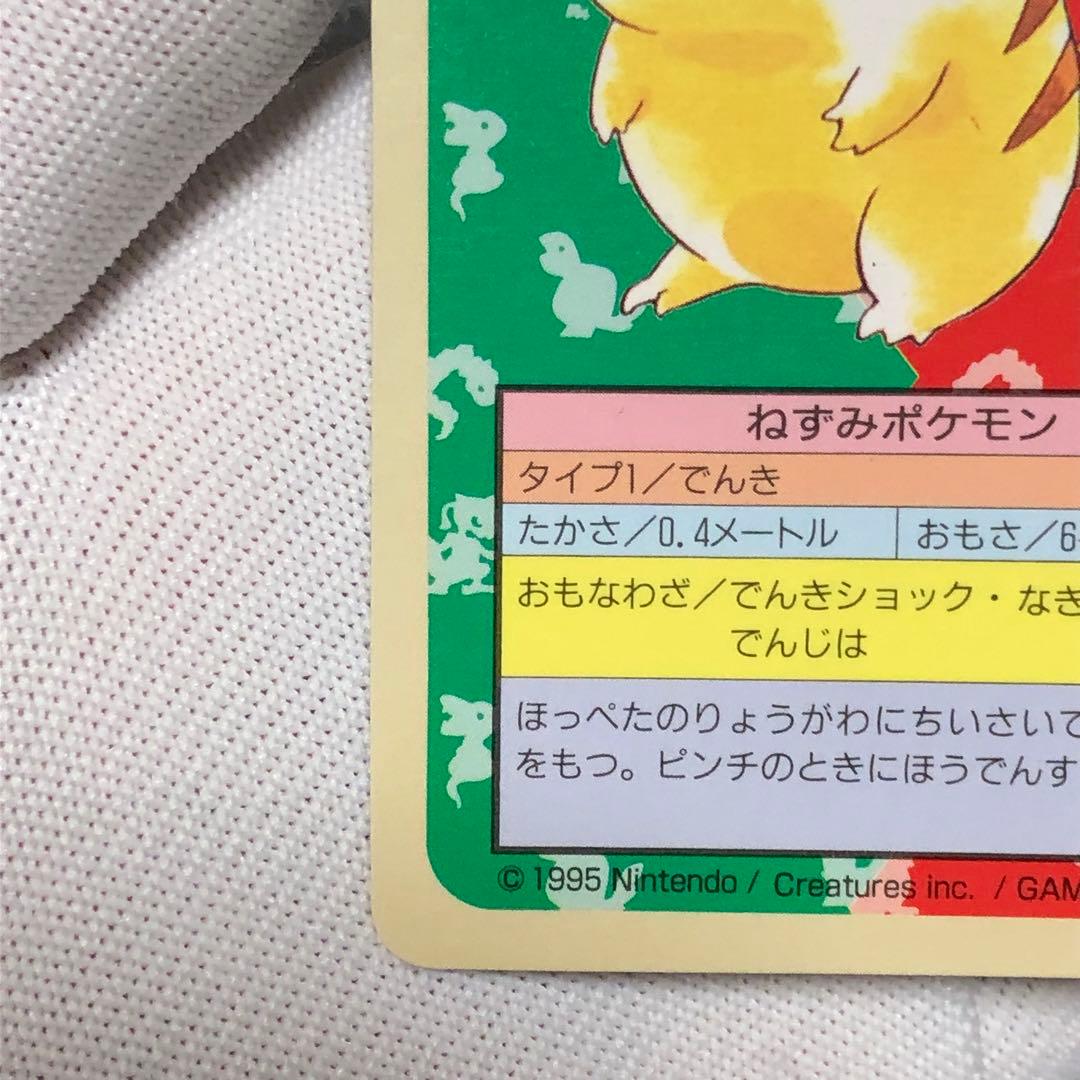 ねずみポケモン
タイプ1／でんき
たかさ／0.4メートル
おもさ／6
おもなわざ／でんきショック・なき
でんじは
ほっぺたのりょうがわにちいさいで
をもつ。ピンチのときにほうでんす
© 1995 Nintendo / Creatures inc. / GAM